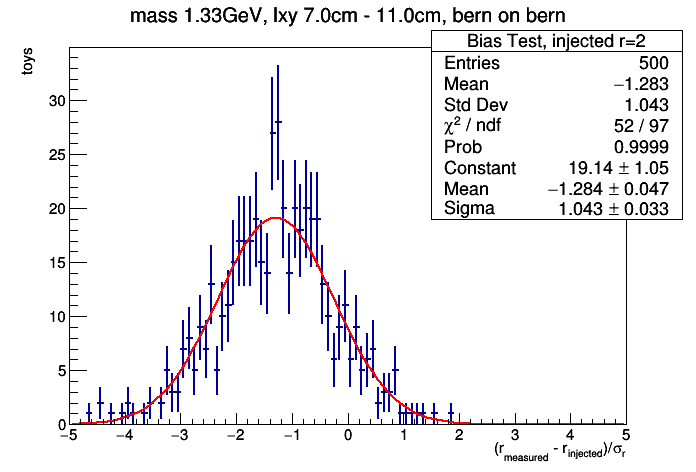 mass 1.33GeV, lxy 7.0cm - 11.0cm, bern on bern
toys
Bias Test, injected r=2
Entries 500
Mean −1.283
Std Dev 1.043
χ² / ndf 52 / 97
Prob 0.9999
Constant 19.14 ± 1.05
Mean −1.284 ± 0.047
Sigma 1.043 ± 0.033
30
25
20
15
10
5
0
−5 −4 −3 −2 −1 0 1 2 3 4 5
(r_measured - r_injected)/σ_r